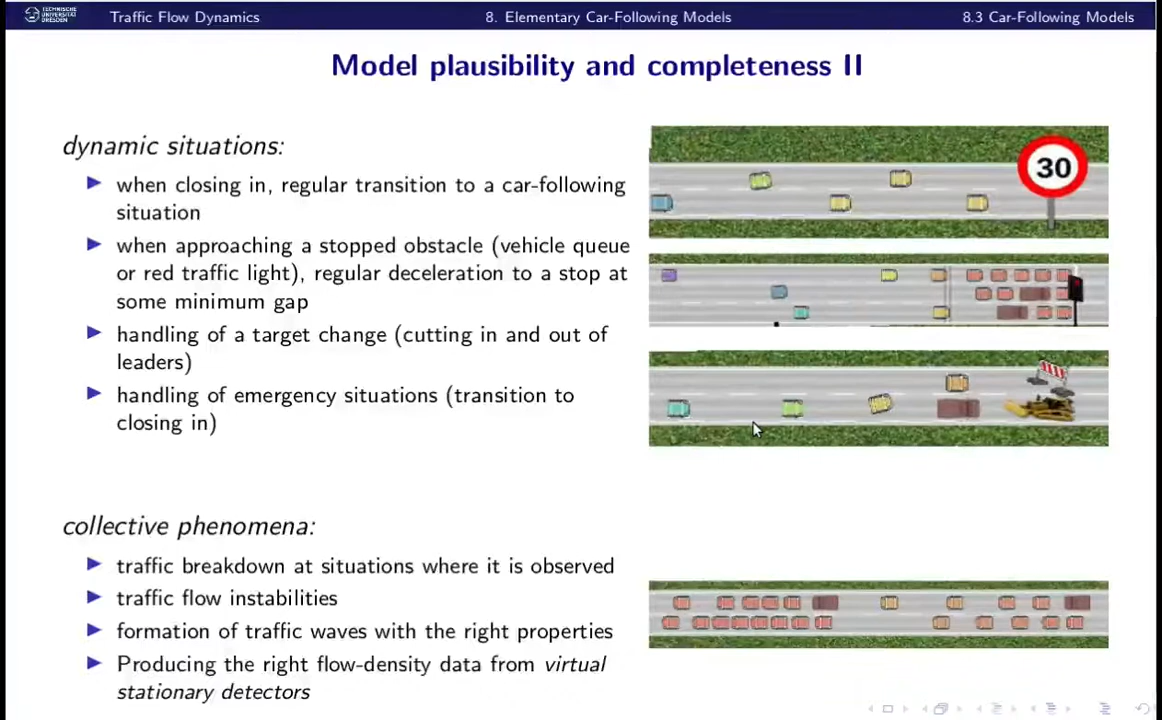 TECHNISCHE
UNIVERSITÄT
DRESDEN
Traffic Flow Dynamics
8. Elementary Car-Following Models
8.3 Car-Following Models
Model plausibility and completeness II
dynamic situations:
when closing in, regular transition to a car-following
situation
when approaching a stopped obstacle (vehicle queue
or red traffic light), regular deceleration to a stop at
some minimum gap
handling of a target change (cutting in and out of
leaders)
handling of emergency situations (transition to
closing in)
30
collective phenomena:
traffic breakdown at situations where it is observed
traffic flow instabilities
formation of traffic waves with the right properties
Producing the right flow-density data from virtual
stationary detectors